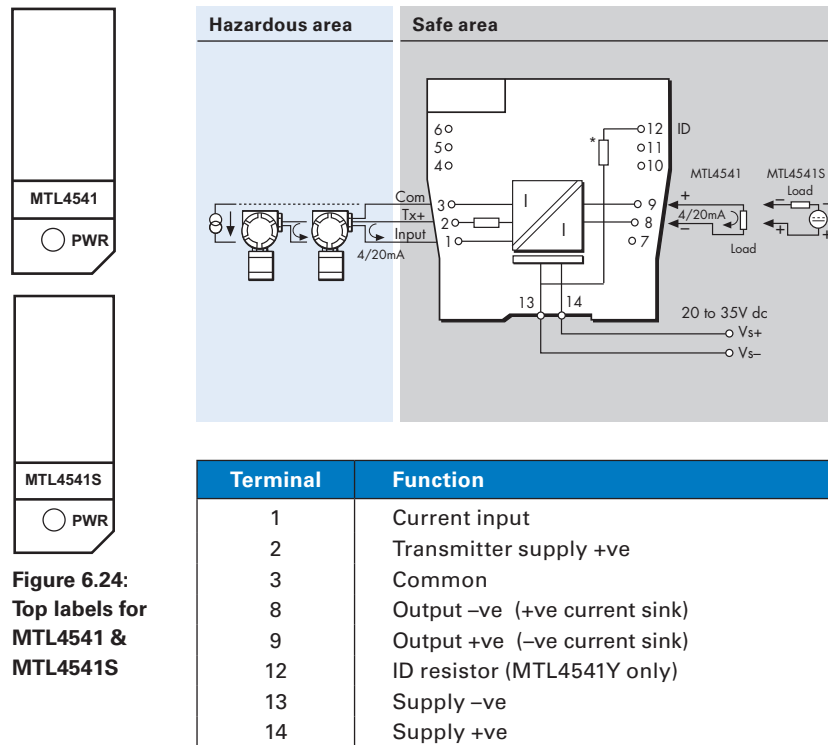 MTL4541
PWR
MTL4541S
PWR
Figure 6.24:
Top labels for
MTL4541 &
MTL4541S
Hazardous area
Safe area
6
5
4
Com
3
Tx+
2
Input
1
4/20mA
I
I
*
12 ID
11
10
9
8
7
13 14
MTL4541
+
4/20mA
–
Load
MTL4541S
Load
– –
+ +
20 to 35V dc
Vs+
Vs–
Terminal Function
1 Current input
2 Transmitter supply +ve
3 Common
8 Output –ve (+ve current sink)
9 Output +ve (–ve current sink)
12 ID resistor (MTL4541Y only)
13 Supply –ve
14 Supply +ve